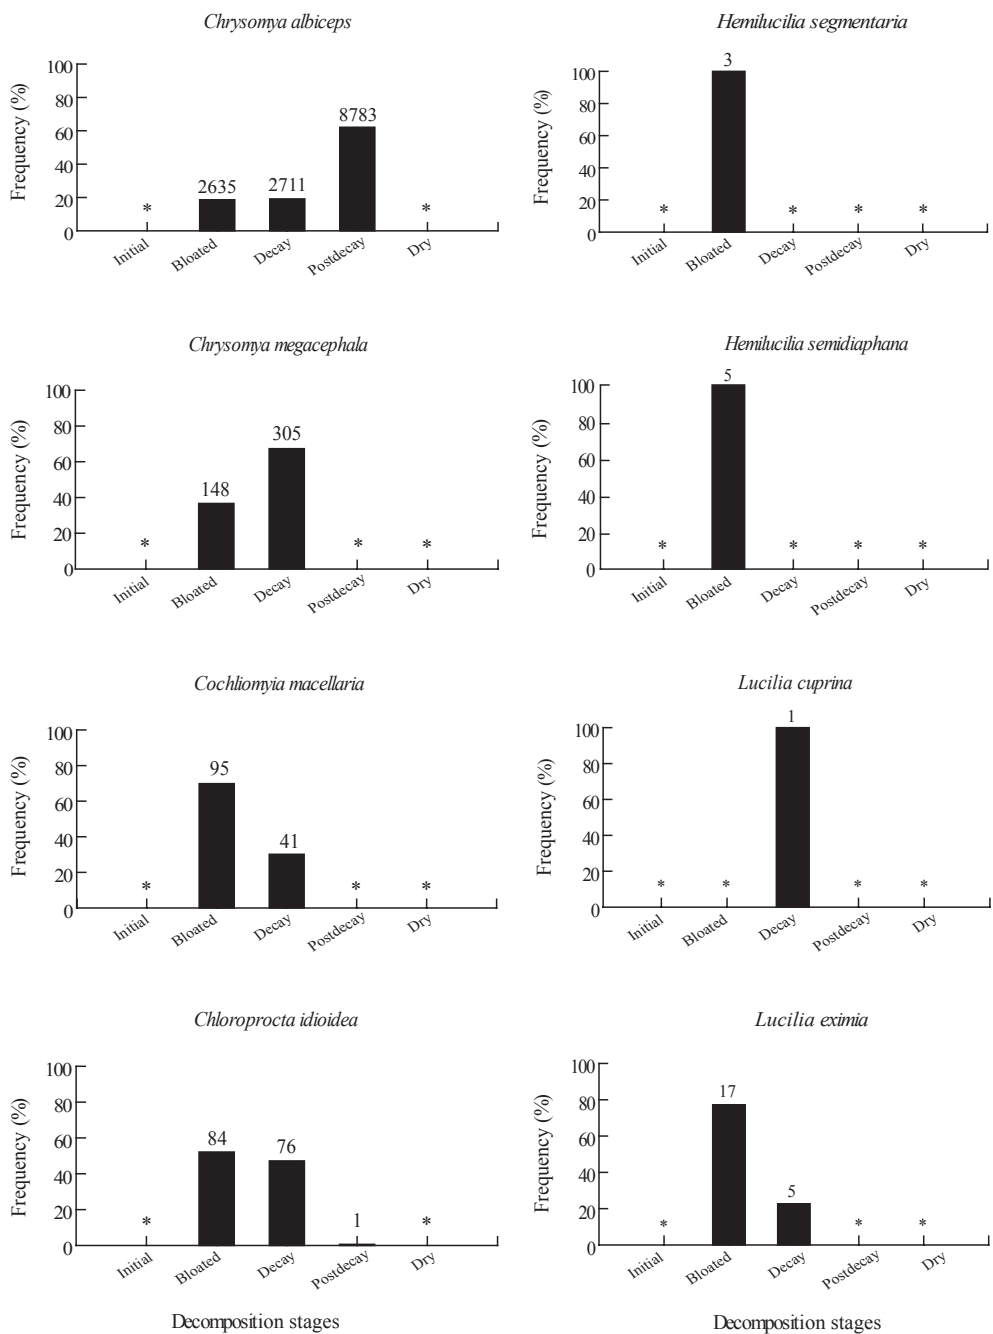 Chrysomya albiceps
Frequency (%)
100
80
60
40
20
0
*
2635
2711
8783
*
Initial
Bloated
Decay
Postdecay
Dry
Hemilucilia segmentaria
Frequency (%)
100
80
60
40
20
0
*
3
*
*
*
Initial
Bloated
Decay
Postdecay
Dry
Chrysomya megacephala
Frequency (%)
100
80
60
40
20
0
*
148
305
*
*
Initial
Bloated
Decay
Postdecay
Dry
Hemilucilia semidiaphana
Frequency (%)
100
80
60
40
20
0
*
5
*
*
*
Initial
Bloated
Decay
Postdecay
Dry
Cochliomyia macellaria
Frequency (%)
100
80
60
40
20
0
*
95
41
*
*
Initial
Bloated
Decay
Postdecay
Dry
Lucilia cuprina
Frequency (%)
100
80
60
40
20
0
*
*
1
*
*
Initial
Bloated
Decay
Postdecay
Dry
Chloroprocta idioidea
Frequency (%)
100
80
60
40
20
0
*
84
76
1
*
Initial
Bloated
Decay
Postdecay
Dry
Decomposition stages
Lucilia eximia
Frequency (%)
100
80
60
40
20
0
*
17
5
*
*
Initial
Bloated
Decay
Postdecay
Dry
Decomposition stages